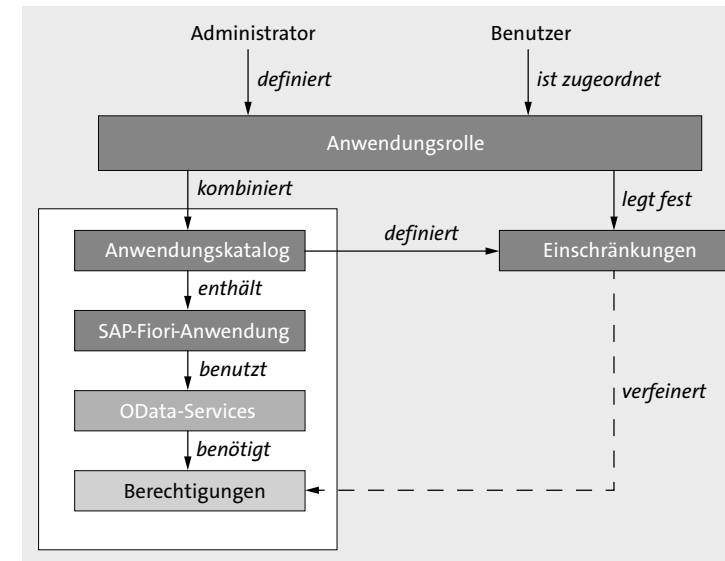 Administrator
Benutzer
definiert
ist zugeordnet
Anwendungsrolle
kombiniert
legt fest
Anwendungskatalog
definiert
Einschränkungen
enthält
SAP-Fiori-Anwendung
benutzt
verfeinert
OData-Services
benötigt
Berechtigungen